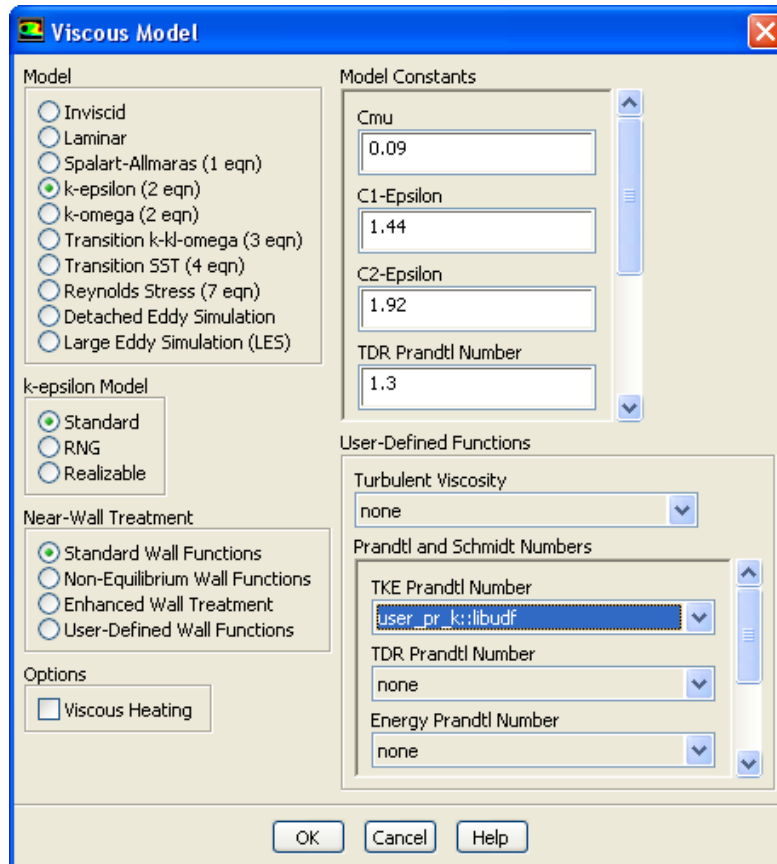 Viscous Model
Model
Inviscid
Laminar
Spalart-Allmaras (1 eqn)
k-epsilon (2 eqn)
k-omega (2 eqn)
Transition k-kl-omega (3 eqn)
Transition SST (4 eqn)
Reynolds Stress (7 eqn)
Detached Eddy Simulation
Large Eddy Simulation (LES)
k-epsilon Model
Standard
RNG
Realizable
Near-Wall Treatment
Standard Wall Functions
Non-Equilibrium Wall Functions
Enhanced Wall Treatment
User-Defined Wall Functions
Options
Viscous Heating
Model Constants
Cmu
0.09
C1-Epsilon
1.44
C2-Epsilon
1.92
TDR Prandtl Number
1.3
User-Defined Functions
Turbulent Viscosity
none
Prandtl and Schmidt Numbers
TKE Prandtl Number
user_pr_k::libudf
TDR Prandtl Number
none
Energy Prandtl Number
none
OK
Cancel
Help